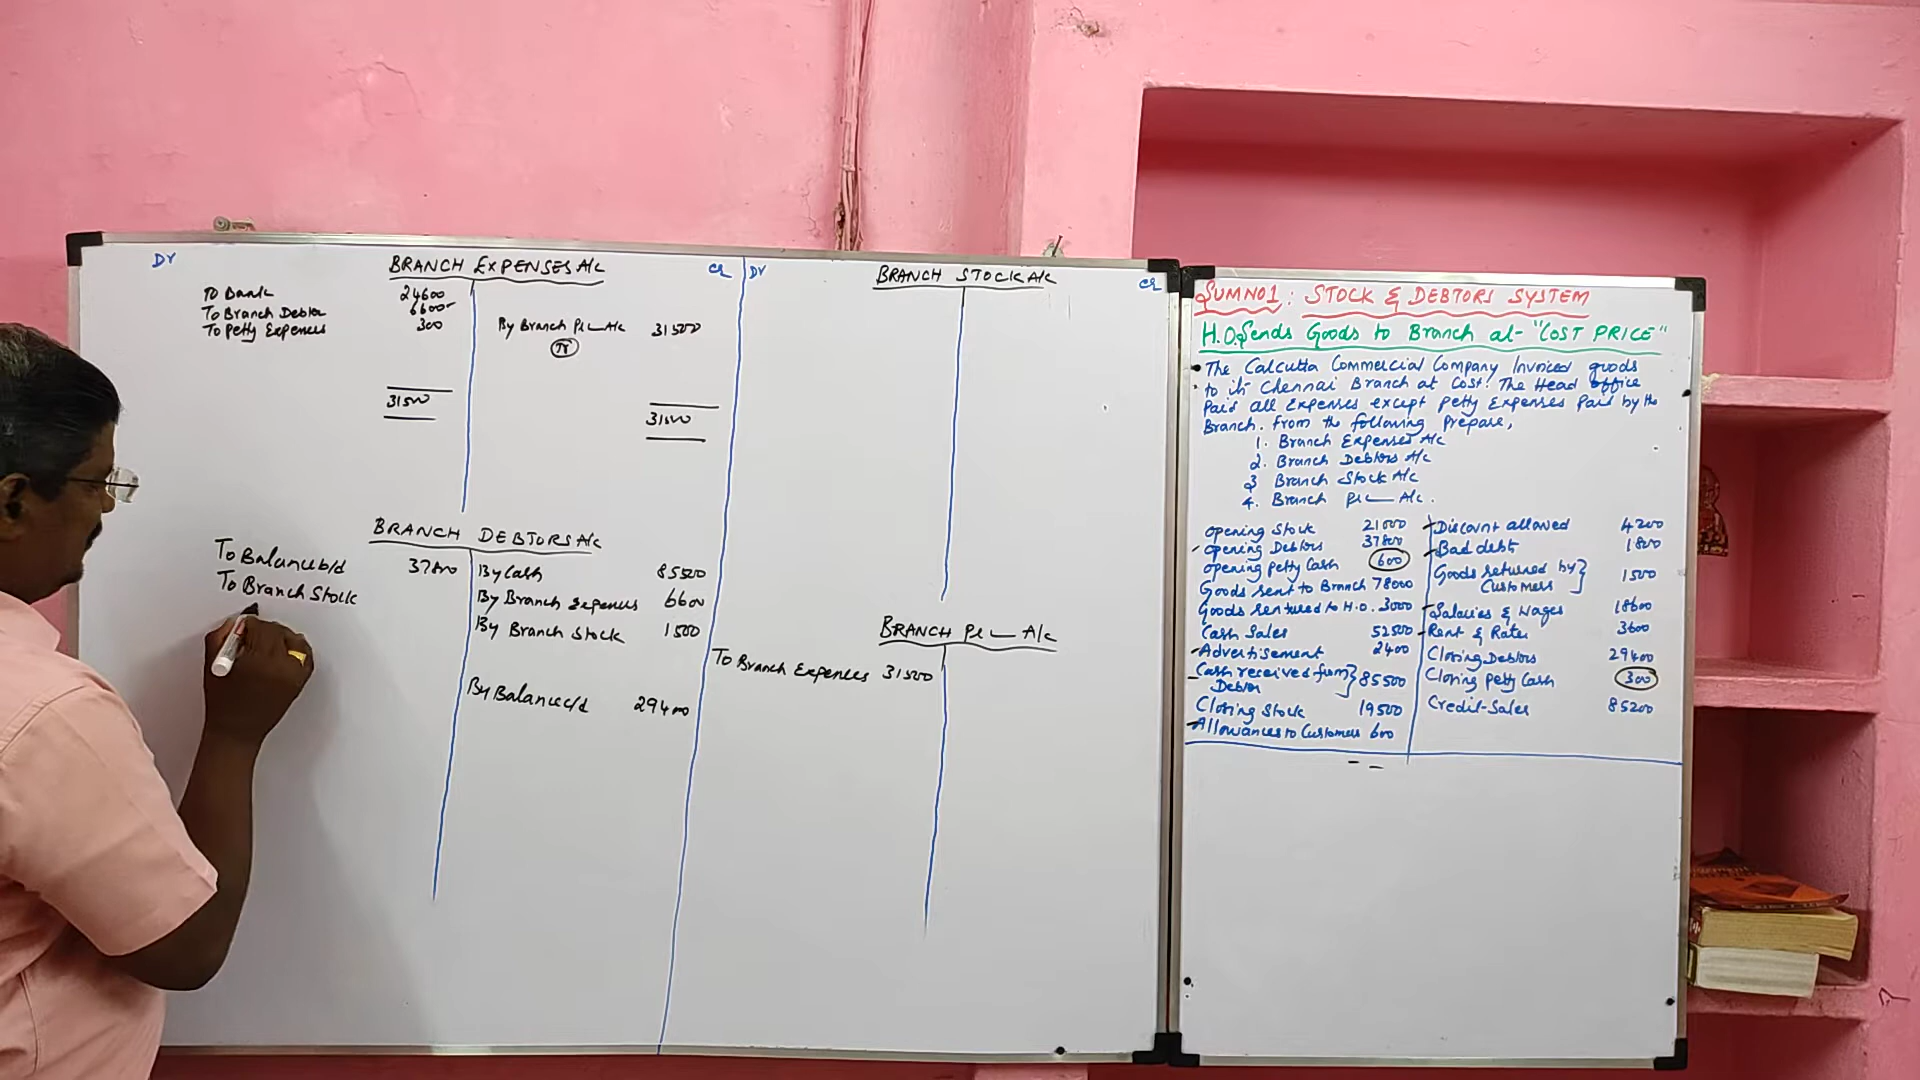 Dr
BRANCH EXPENSES A/c
Cr
To Bank 24600
To Branch Debtor 6600
To Petty Expenses 300
By Branch P&L A/c 31500
Tr
31500
31500
BRANCH DEBTORS A/c
To Balance b/d 37800
To Branch Stock
By Cash 85500
By Branch Expenses 6600
By Branch Stock 1500
By Balance c/d 29400
Dr
BRANCH STOCK A/c
Cr
BRANCH P&L A/c
To Branch Expenses 31500
SUM NO 1: STOCK & DEBTORS SYSTEM
H.O. Sends Goods to Branch at "COST PRICE"
The Calcutta Commercial Company Invoiced goods
to its Chennai Branch at Cost. The Head office
Paid all Expenses except petty Expenses Paid by the
Branch. From the following Prepare,
1. Branch Expenses A/c
2. Branch Debtors A/c
3 Branch Stock A/c
4. Branch P&L A/c.
Opening Stock 21000
Opening Debtors 37800
Opening Petty Cash 600
Goods sent to Branch 78000
Goods returned to H.O. 3000
Cash Sales 52500
Advertisement 2400
Cash received from Debtor 85500
Closing Stock 19500
Allowances to Customers 600
Discount allowed 4200
Bad debt 1800
Goods returned by Customers 1500
Salaries & Wages 18600
Rent & Rates 3600
Closing Debtors 29400
Closing Petty Cash 300
Credit Sales 85200